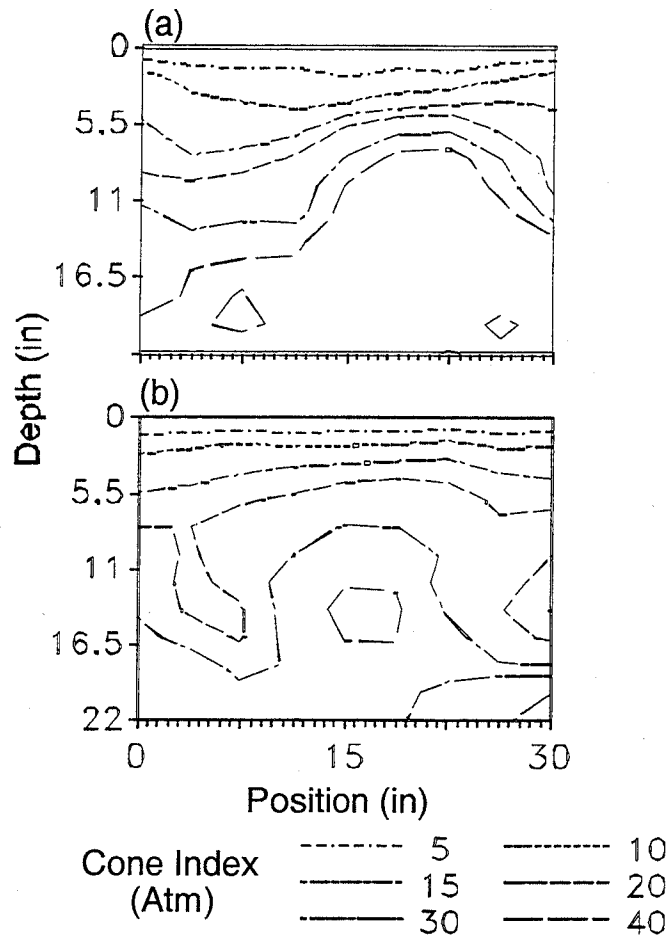 (a)
0
5.5
11
16.5
Depth (in)
(b)
0
5.5
11
16.5
22
0 15 30
Position (in)
Cone Index
(Atm)
5 10
15 20
30 40